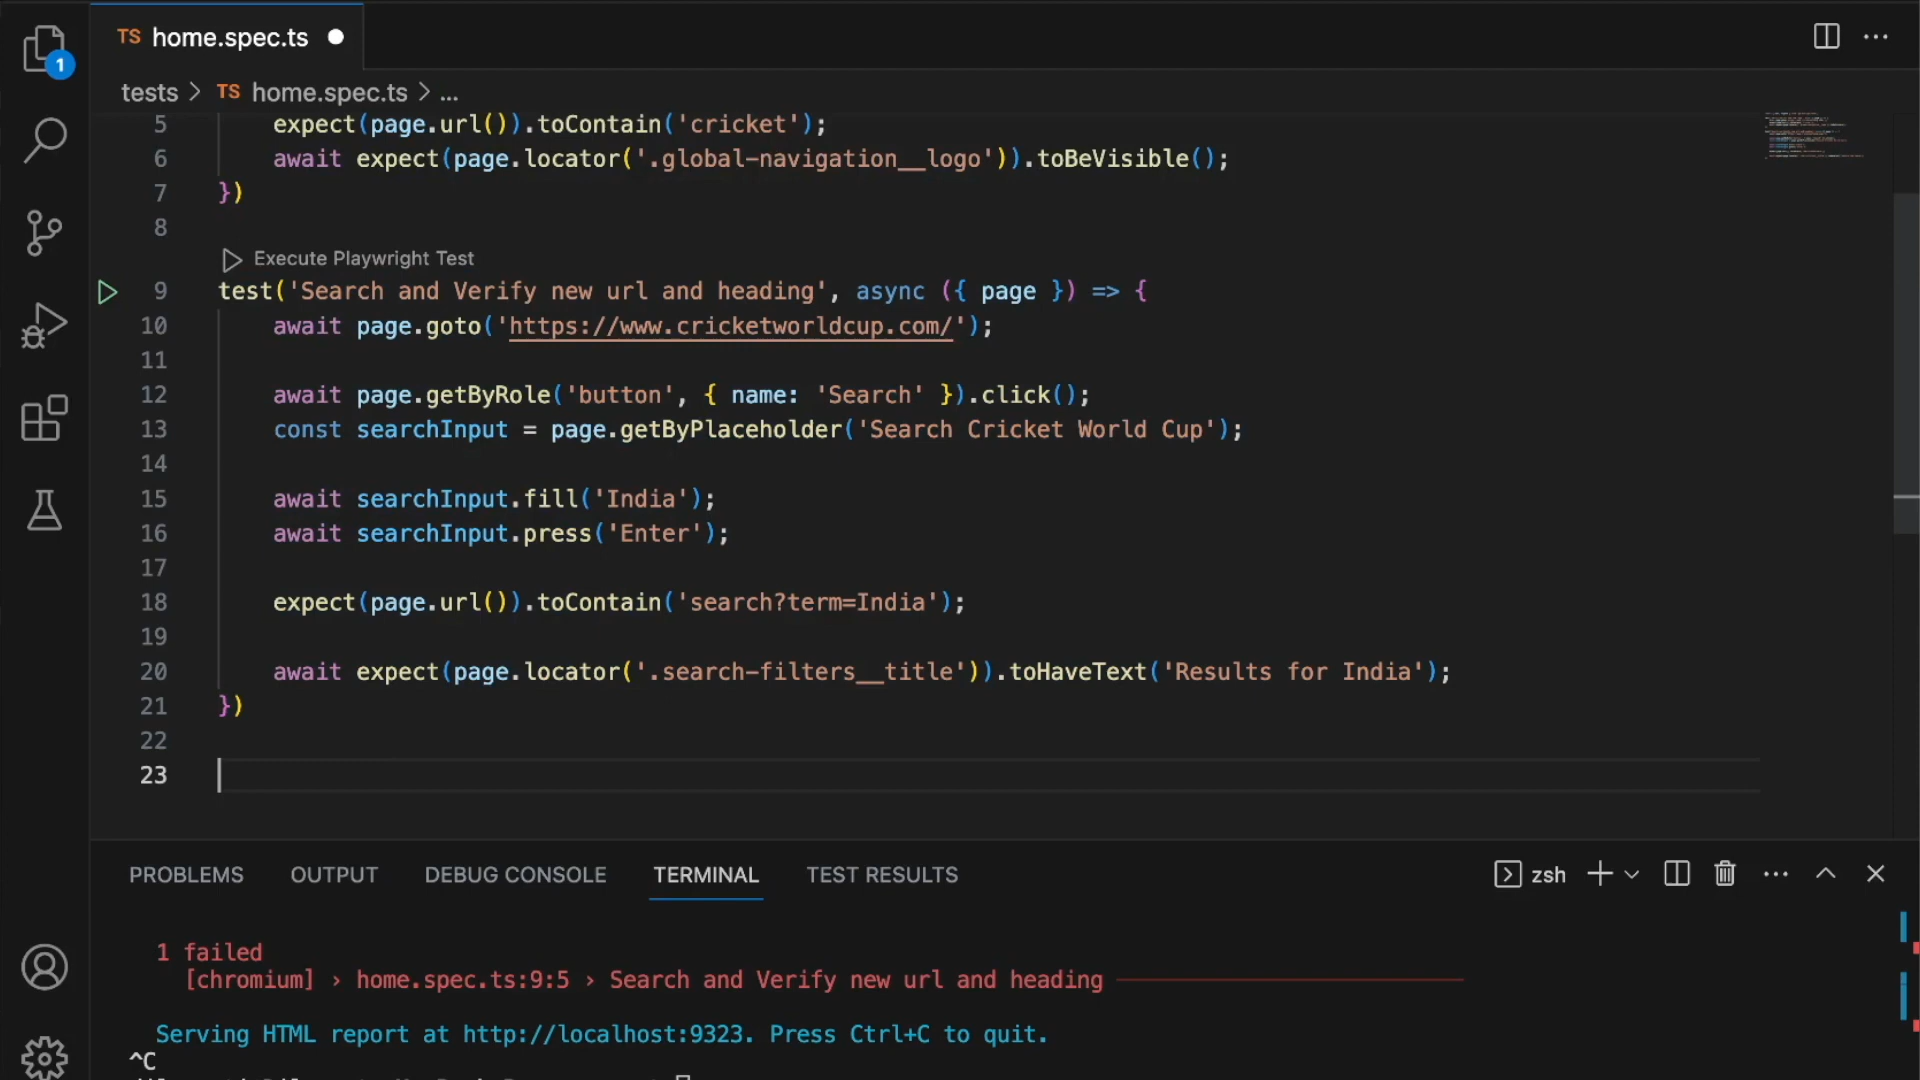 TS home.spec.ts
1
tests > TS home.spec.ts > ...
5 expect(page.url()).toContain('cricket');
6 await expect(page.locator('.global-navigation__logo')).toBeVisible();
7 })
8
Execute Playwright Test
9 test('Search and Verify new url and heading', async ({ page }) => {
10 await page.goto('https://www.cricketworldcup.com/');
11
12 await page.getByRole('button', { name: 'Search' }).click();
13 const searchInput = page.getByPlaceholder('Search Cricket World Cup');
14
15 await searchInput.fill('India');
16 await searchInput.press('Enter');
17
18 expect(page.url()).toContain('search?term=India');
19
20 await expect(page.locator('.search-filters__title')).toHaveText('Results for India');
21 })
22
23
PROBLEMS OUTPUT DEBUG CONSOLE TERMINAL TEST RESULTS zsh
1 failed
[chromium] › home.spec.ts:9:5 › Search and Verify new url and heading
Serving HTML report at http://localhost:9323. Press Ctrl+C to quit.
^C